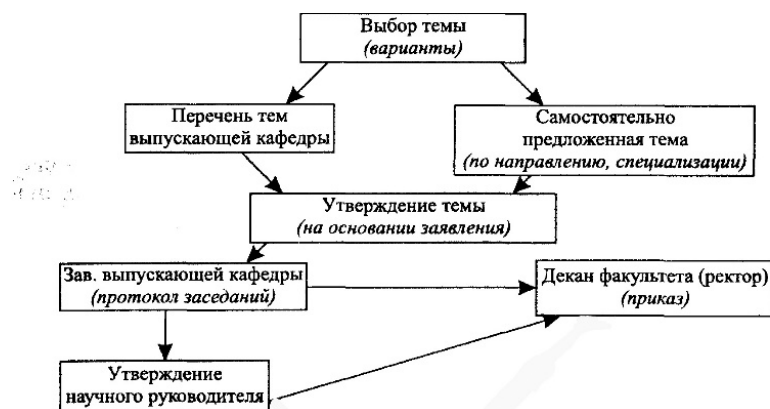 Выбор темы
(варианты)
Перечень тем
выпускающей кафедры
Самостоятельно
предложенная тема
(по направлению, специализации)
Утверждение темы
(на основании заявления)
Зав. выпускающей кафедры
(протокол заседаний)
Декан факультета (ректор)
(приказ)
Утверждение
научного руководителя